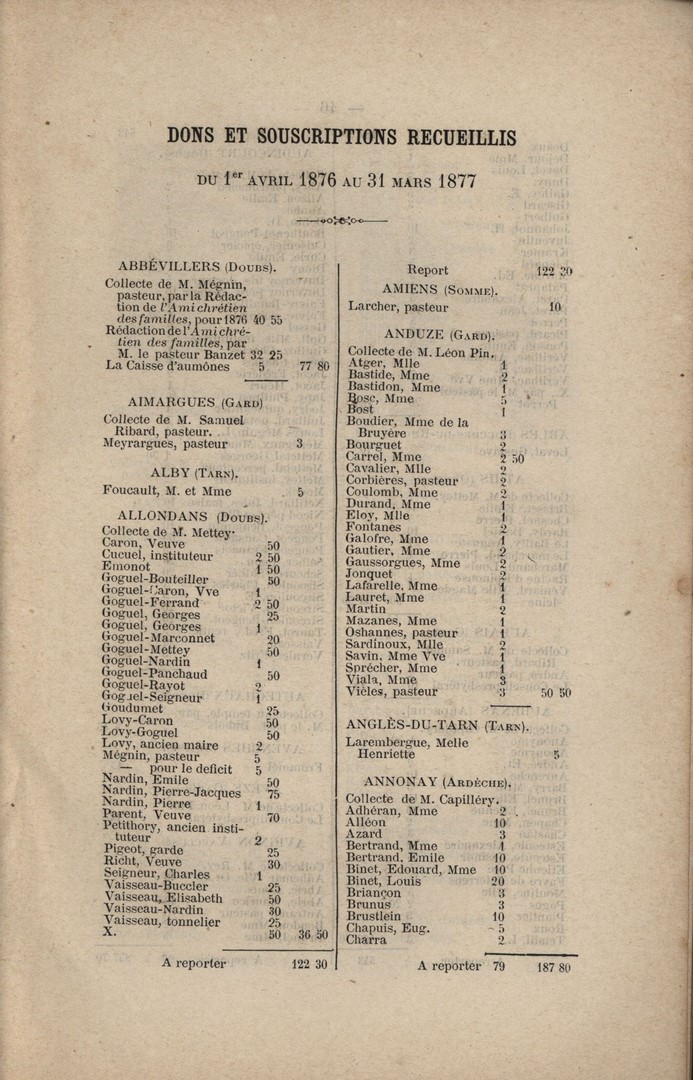 DONS ET SOUSCRIPTIONS RECUEILLIS
DU 1er AVRIL 1876 AU 31 MARS 1877
ABBÉVILLERS (DOUBS).
Collecte de M. Mégnin,
pasteur, par la Rédac-
tion de l'Ami chrétien
des familles, pour 1876 40 55
Rédaction de l'Ami chré-
tien des familles, par
M. le pasteur Banzet 32 25
La Caisse d'aumônes 5 77 80
AIMARGUES (GARD)
Collecte de M. Samuel
Ribard, pasteur.
Meyrargues, pasteur 3
ALBY (TARN).
Foucault, M. et Mme 5
ALLONDANS (DOUBS).
Collecte de M. Mettey.
Caron, Veuve 50
Cucuel, instituteur 2 50
Emonot 1 50
Goguel-Bouteiller 50
Goguel-Caron, Vve 1
Goguel-Ferrand 2 50
Goguel, Georges 25
Goguel, Georges 1
Goguel-Marconnet 20
Goguel-Mettey 50
Goguel-Nardin 1
Goguel-Panchaud 50
Goguel-Rayot 2
Goguel-Seigneur 1
Goudumet 25
Lovy-Caron 50
Lovy-Goguel 50
Lovy, ancien maire 2
Mégnin, pasteur 5
— pour le deficit 5
Nardin, Emile 50
Nardin, Pierre-Jacques 75
Nardin, Pierre 1
Parent, Veuve 70
Petithory, ancien insti-
tuteur 2
Pigeot, garde 25
Richt, Veuve 30
Seigneur, Charles 1
Vaisseau-Buccler 25
Vaisseau, Elisabeth 50
Vaisseau-Nardin 30
Vaisseau, tonnelier 25
X. 50 36 50
A reporter 122 30
Report 122 30
AMIENS (SOMME).
Larcher, pasteur 10
ANDUZE (GARD).
Collecte de M. Léon Pin.
Atger, Mlle 1
Bastide, Mme 2
Bastidon, Mme 1
Bosc, Mme 5
Bost 1
Boudier, Mme de la
Bruyère 3
Bourguet 2
Carrel, Mme 2 50
Cavalier, Mlle 2
Corbières, pasteur 2
Coulomb, Mme 2
Durand, Mme 1
Eloy, Mlle 1
Fontanes 2
Galofre, Mme 1
Gautier, Mme 2
Gaussorgues, Mme 2
Jonquet 2
Lafarelle, Mme 1
Lauret, Mme 1
Martin 2
Mazanes, Mme 1
Oshannes, pasteur 1
Sardinoux, Mlle 2
Savin, Mme Vve 1
Sprécher, Mme 1
Viala, Mme 3
Vièles, pasteur 3 50 50
ANGLÈS-DU-TARN (TARN).
Larembergue, Melle
Henriette 5
ANNONAY (ARDÈCHE).
Collecte de M. Capilléry.
Adhéran, Mme 2
Alléon 10
Azard 3
Bertrand, Mme 1
Bertrand, Emile 10
Binet, Edouard, Mme 10
Binet, Louis 20
Briançon 3
Brunus 3
Brustlein 10
Chapuis, Eug. 5
Charra 2
A reporter 79 187 80